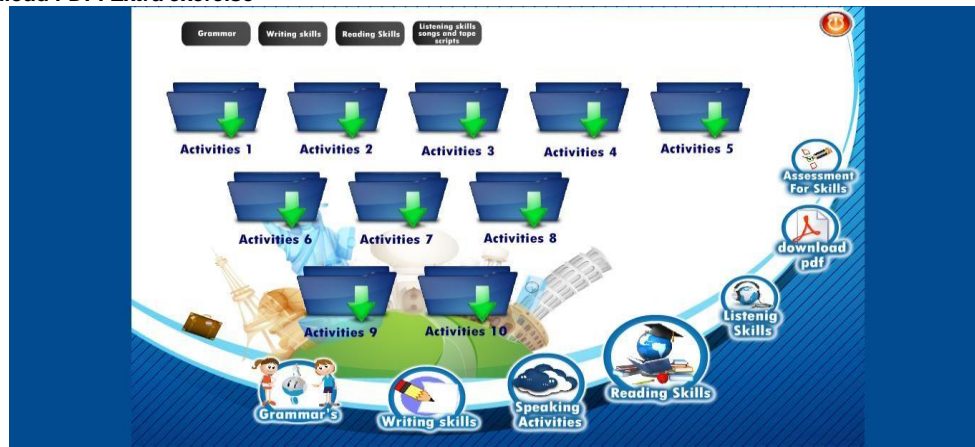 Grammar
Writing skills
Reading Skills
Listening skills
songs and tape
scripts
Activities 1
Activities 2
Activities 3
Activities 4
Activities 5
Assessment
For Skills
Activities 6
Activities 7
Activities 8
download
pdf
Activities 9
Activities 10
Listenig
Skills
Reading Skills
Speaking
Activities
Grammar's
Writing skills